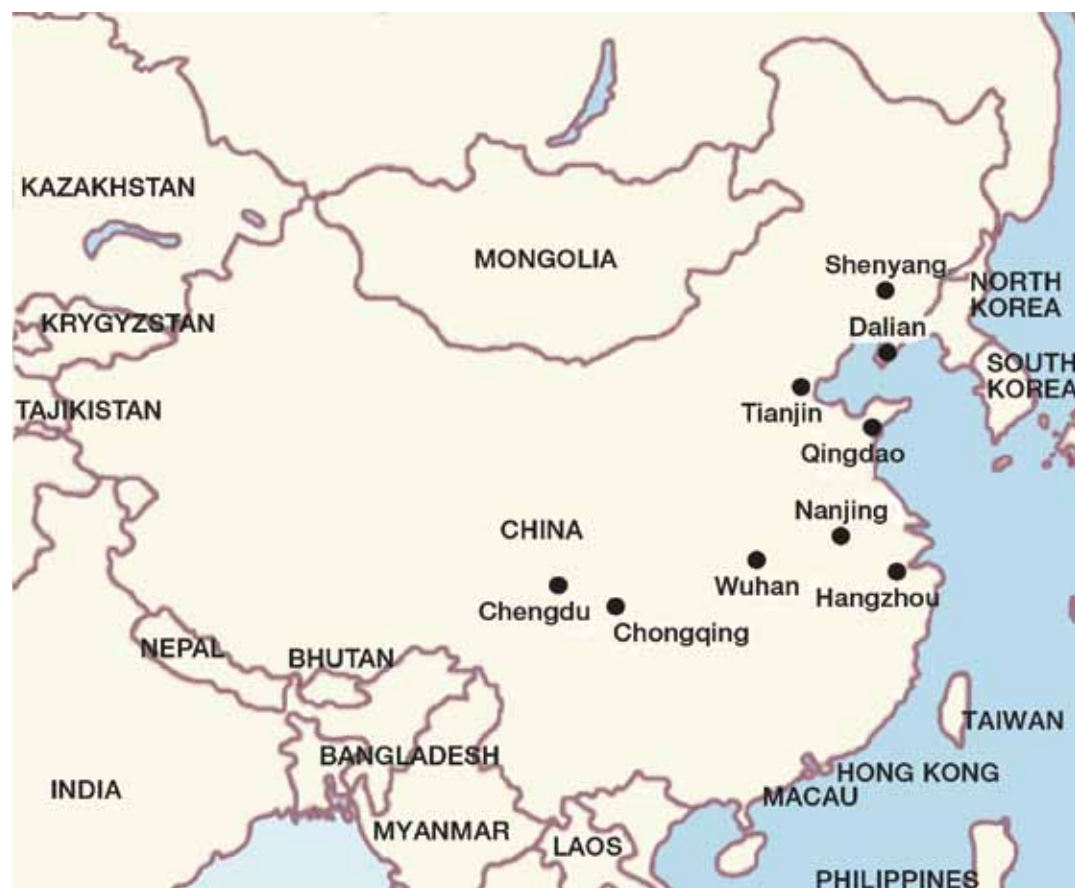 KAZAKHSTAN
MONGOLIA
Shenyang
NORTH
KOREA
KRYGYZSTAN
Dalian
SOUTH
KOREA
TAJIKISTAN
Tianjin
Qingdao
Nanjing
CHINA
Wuhan
Hangzhou
Chengdu
Chongqing
NEPAL
BHUTAN
TAIWAN
BANGLADESH
HONG KONG
INDIA
MACAU
MYANMAR
LAOS
PHILIPPINES